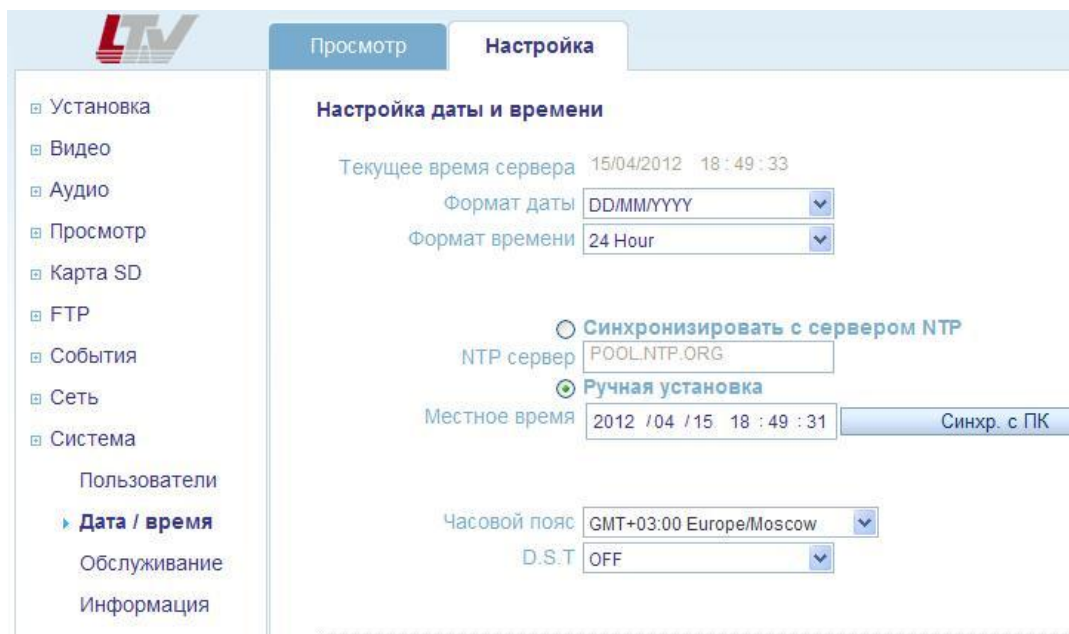 LTV
Просмотр
Настройка
Установка
Видео
Аудио
Просмотр
Карта SD
FTP
События
Сеть
Система
Пользователи
Дата / время
Обслуживание
Информация
Настройка даты и времени
Текущее время сервера 15/04/2012 18 : 49 : 33
Формат даты DD/MM/YYYY
Формат времени 24 Hour
Синхронизировать с сервером NTP
NTP сервер POOL.NTP.ORG
Ручная установка
Местное время 2012 / 04 / 15 18 : 49 : 31 Синхр. с ПК
Часовой пояс GMT+03:00 Europe/Moscow
D.S.T OFF